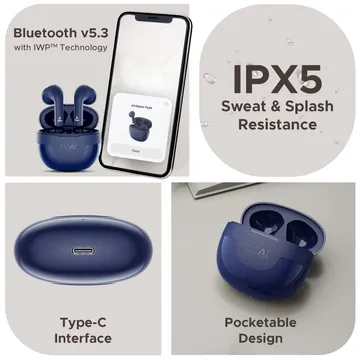 Bluetooth v5.3
with IWP™ Technology
IPX5
Sweat & Splash
Resistance
Type-C
Interface
Pocketable
Design